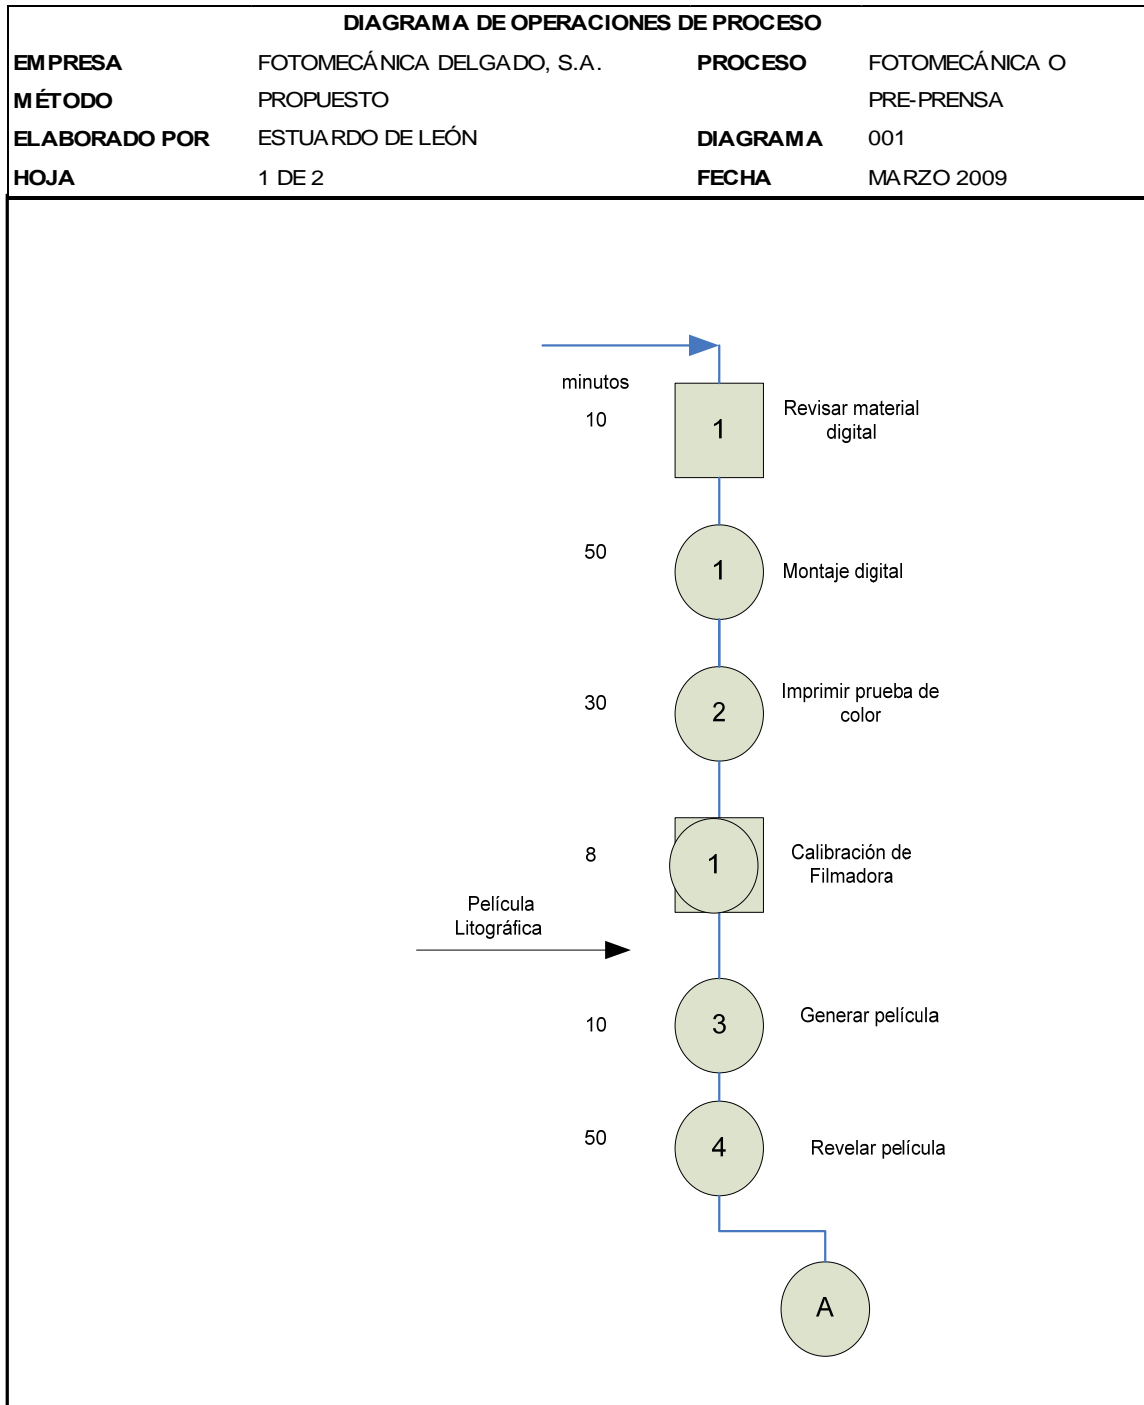 DIAGRAMA DE OPERACIONES DE PROCESO
EMPRESA FOTOMECÁNICA DELGADO, S.A. PROCESO FOTOMECÁNICA O
MÉTODO PROPUESTO PRE-PRENSA
ELABORADO POR ESTUARDO DE LEÓN DIAGRAMA 001
HOJA 1 DE 2 FECHA MARZO 2009
minutos
10
1
Revisar material
digital
50
1
Montaje digital
30
2
Imprimir prueba de
color
8
1
Calibración de
Filmadora
Película
Litográfica
10
3
Generar película
50
4
Revelar película
A